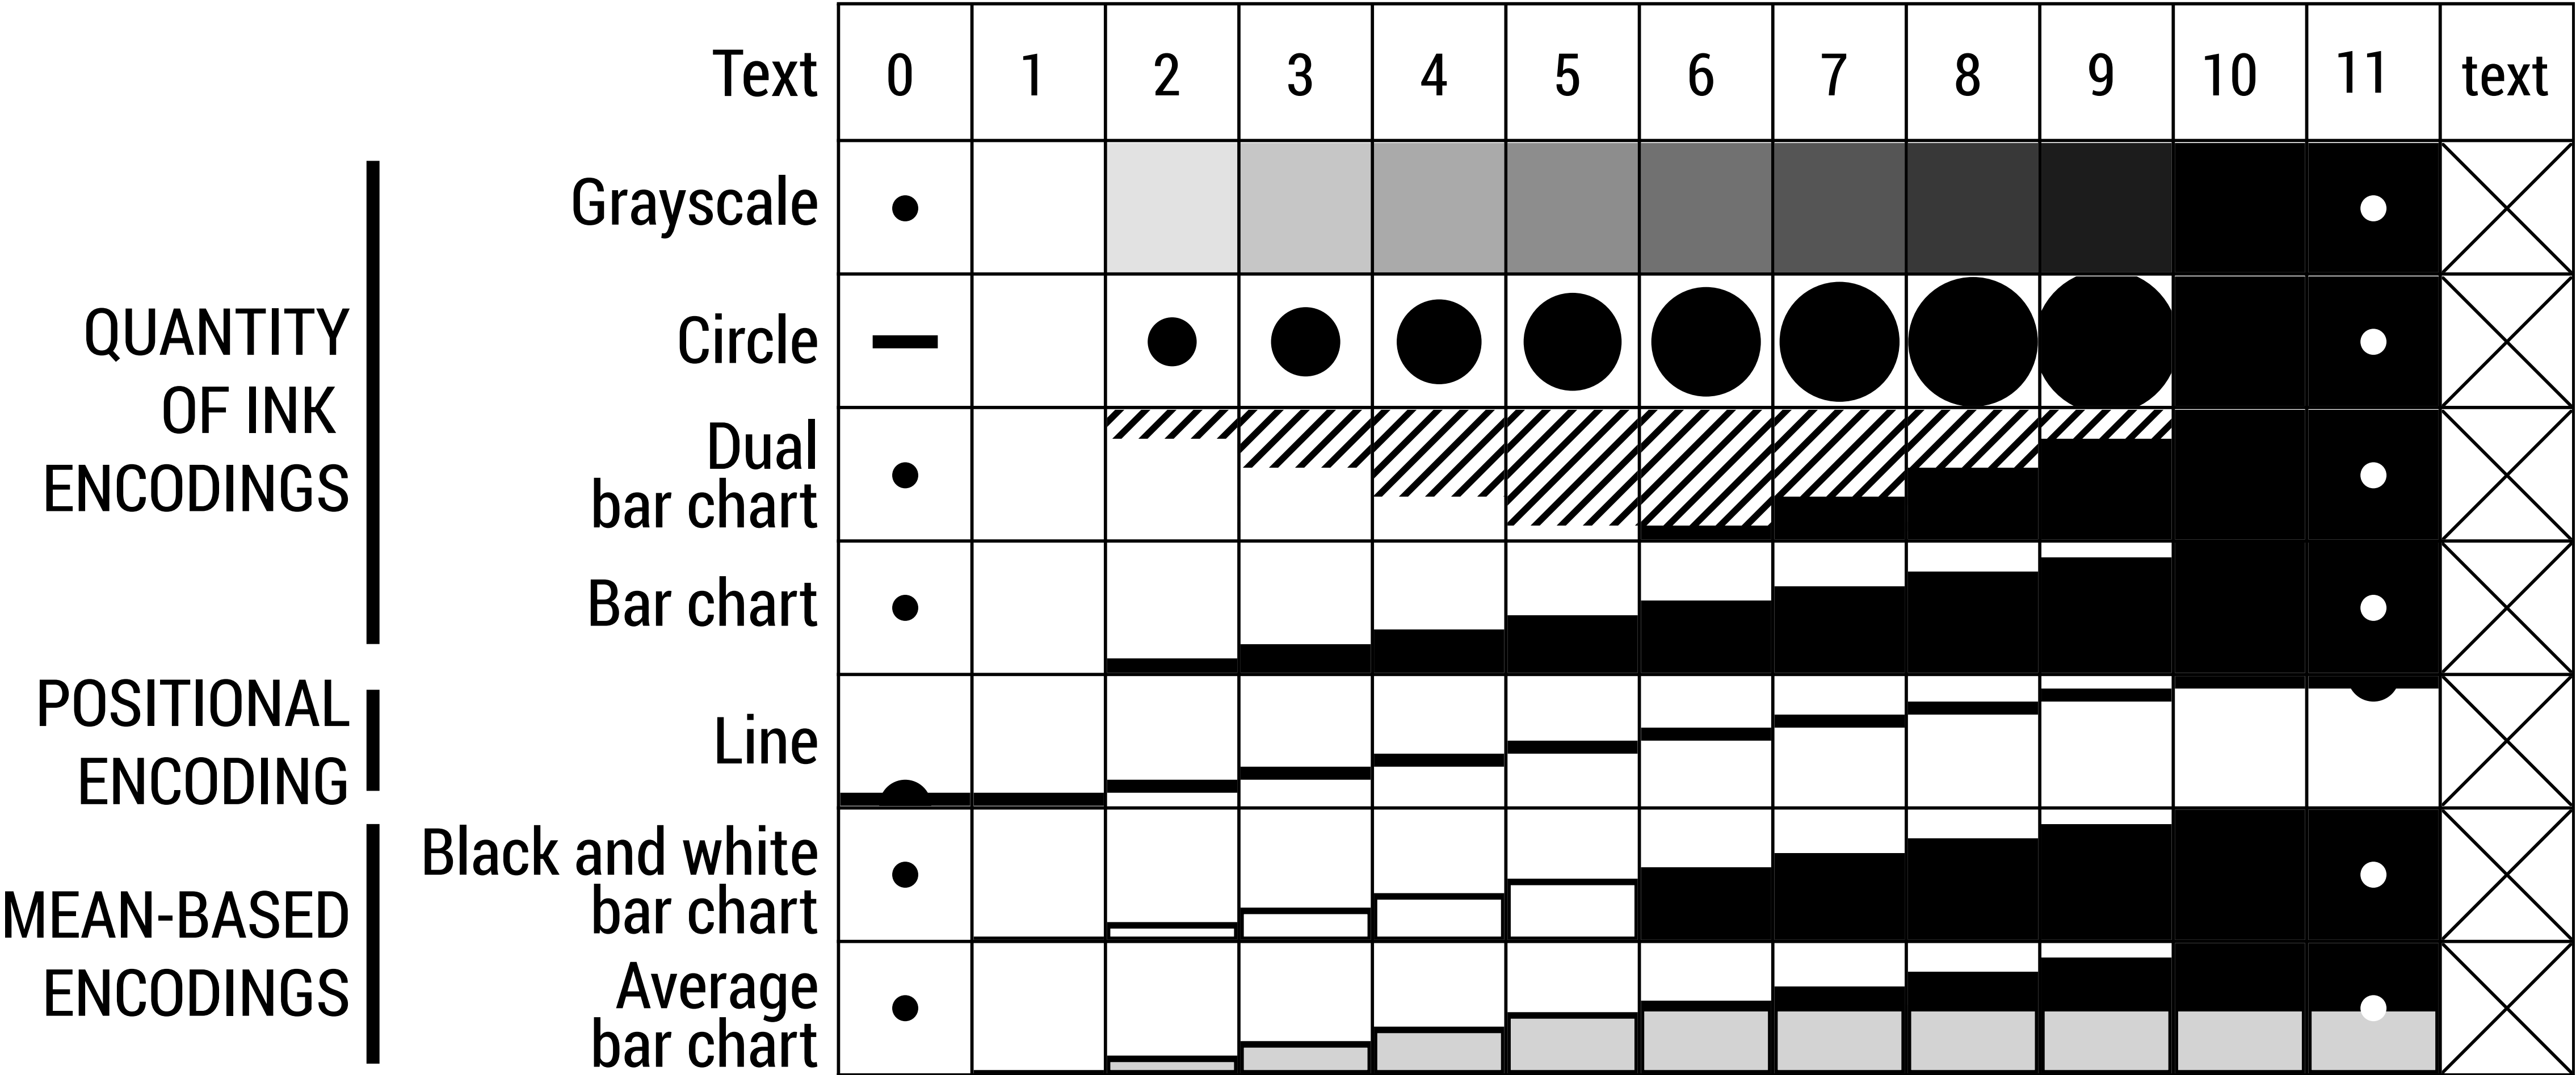 Text 0 1 2 3 4 5 6 7 8 9 10 11 text
QUANTITY
OF INK
ENCODINGS
Grayscale
Circle
Dual
bar chart
Bar chart
POSITIONAL
ENCODING
Line
MEAN-BASED
ENCODINGS
Black and white
bar chart
Average
bar chart